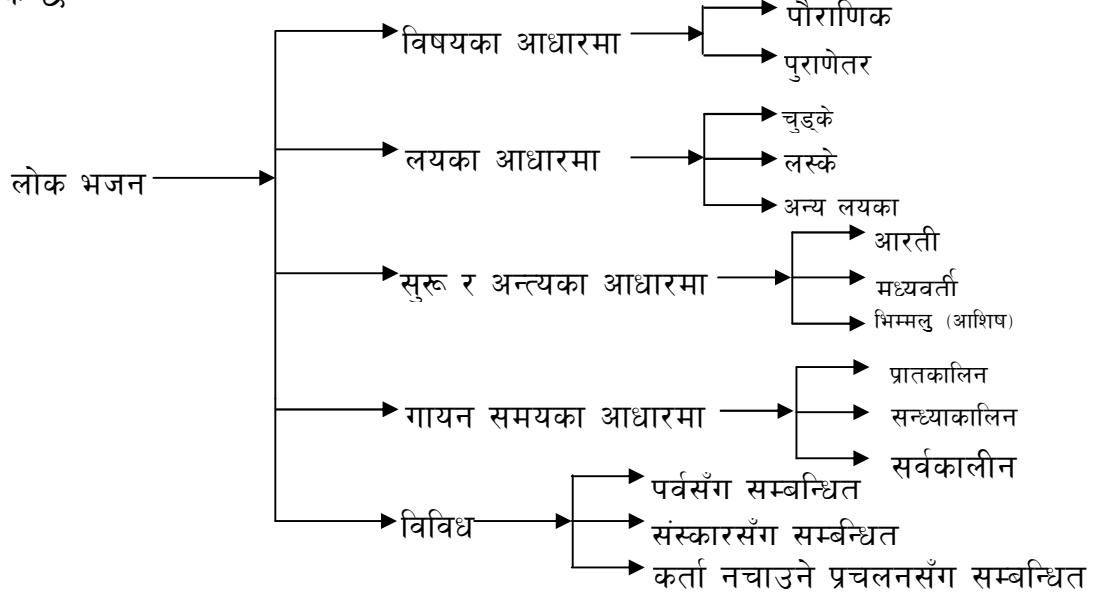 लोक भजन
विषयका आधारमा
पौराणिक
पुराणेतर
लयका आधारमा
चुड्के
लस्के
अन्य लयका
सुरू र अन्त्यका आधारमा
आरती
मध्यवर्ती
भिम्मलु (आशिष)
गायन समयका आधारमा
प्रातकालिन
सन्ध्याकालिन
सर्वकालीन
विविध
पर्वसँग सम्बन्धित
संस्कारसँग सम्बन्धित
कर्ता नचाउने प्रचलनसँग सम्बन्धित